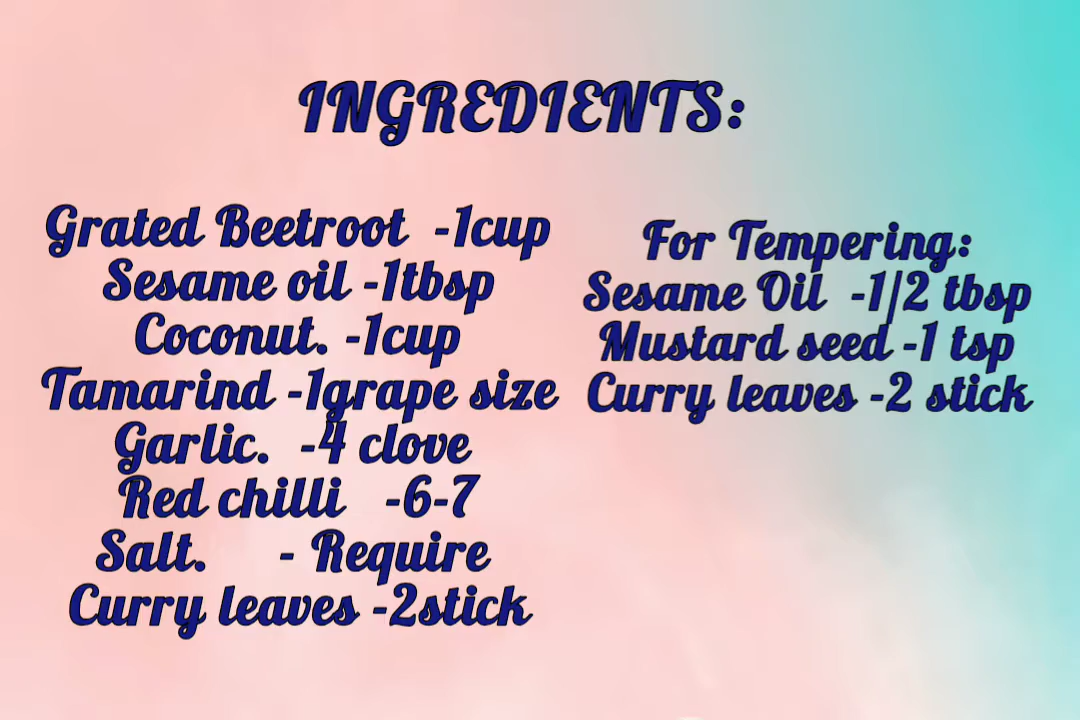 INGREDIENTS:
Grated Beetroot -1cup
Sesame oil -1tbsp
Coconut. -1cup
Tamarind -1grape size
Garlic. -4 clove
Red chilli -6-7
Salt. - Require
Curry leaves -2stick
For Tempering:
Sesame Oil -1/2 tbsp
Mustard seed -1 tsp
Curry leaves -2 stick